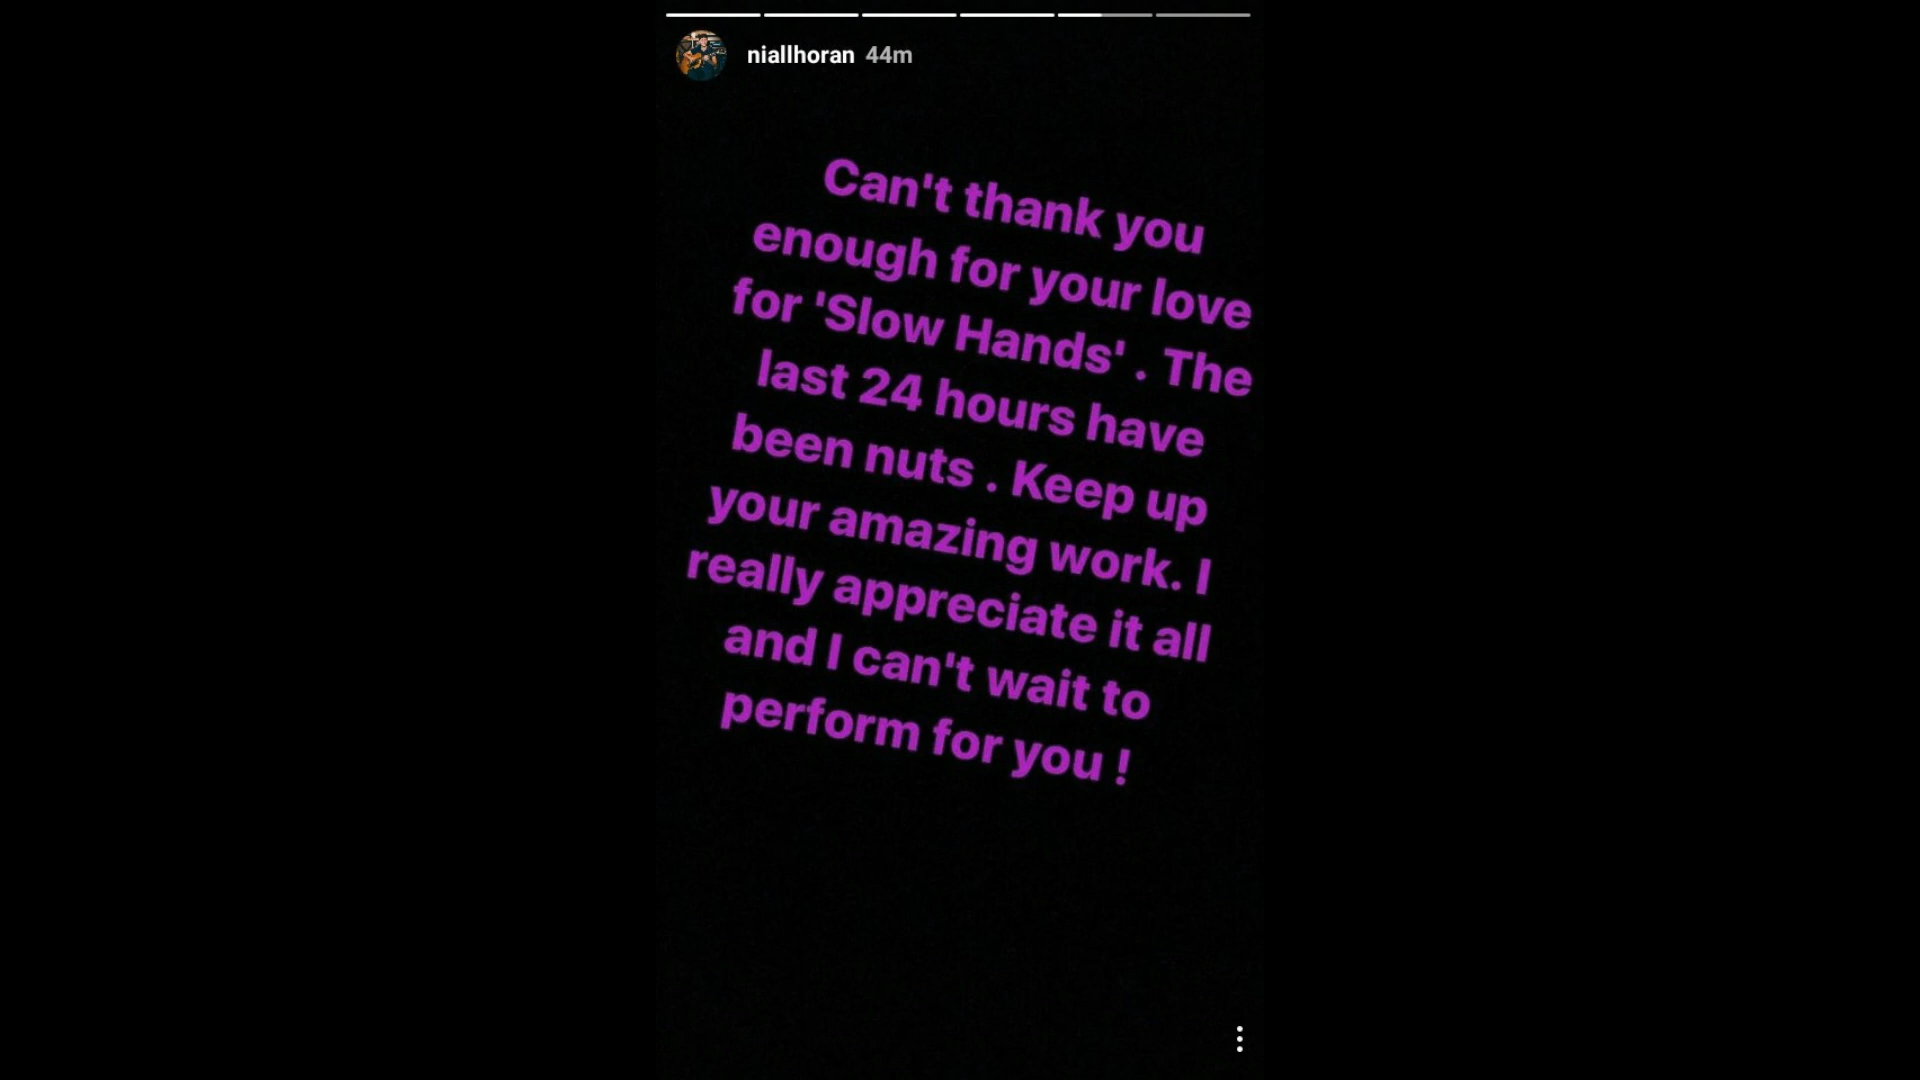 niallhoran 44m
Can't thank you
enough for your love
for 'Slow Hands' . The
last 24 hours have
been nuts . Keep up
your amazing work. I
really appreciate it all
and I can't wait to
perform for you !